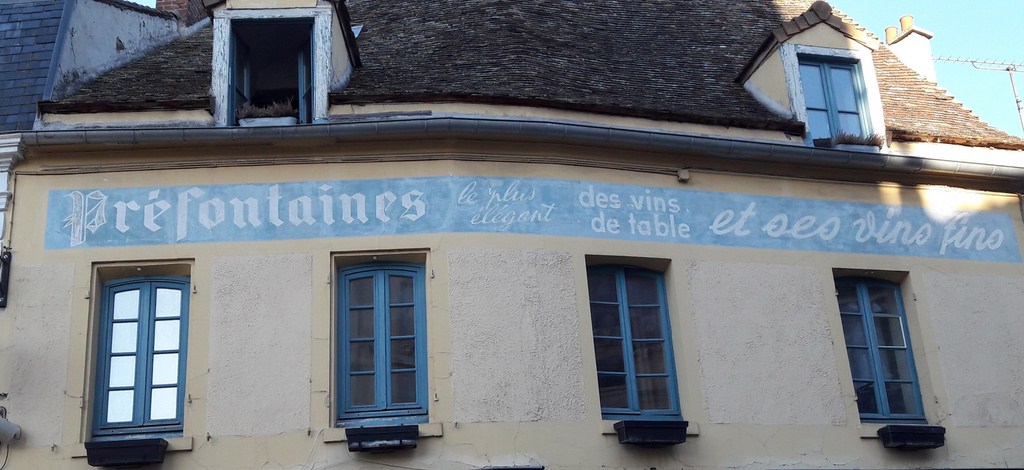 Préfontaines
le plus
élégant
des vins
de table
et ses vins fins